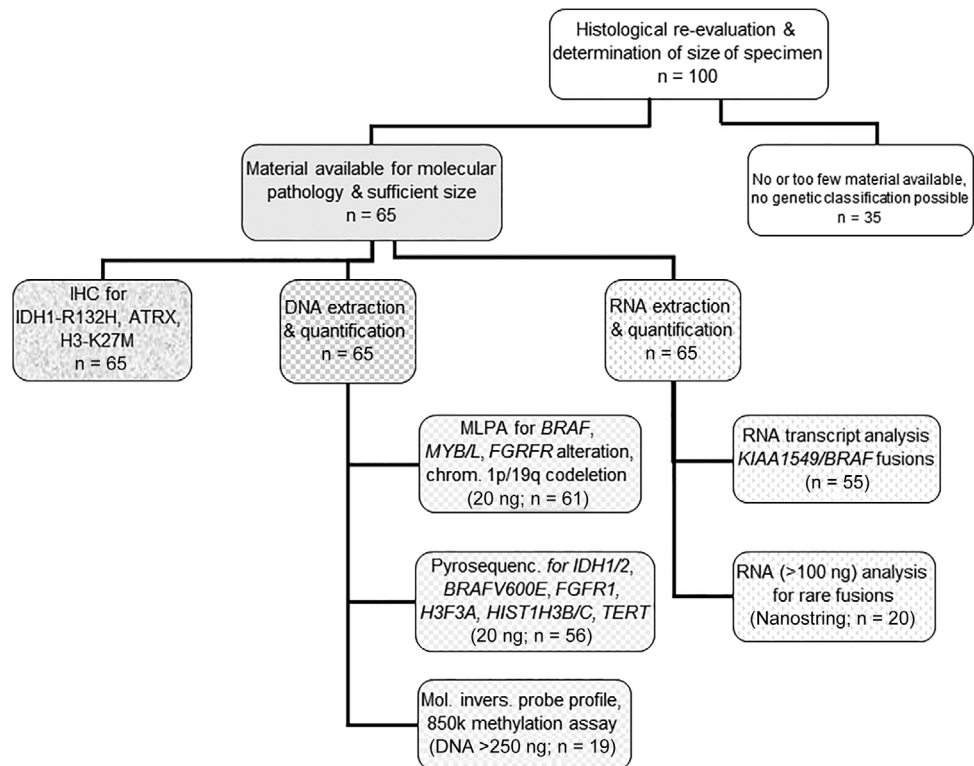 Histological re-evaluation &
determination of size of specimen
n = 100
Material available for molecular
pathology & sufficient size
n = 65
No or too few material available,
no genetic classification possible
n = 35
IHC for
IDH1-R132H, ATRX,
H3-K27M
n = 65
DNA extraction
& quantification
n = 65
RNA extraction
& quantification
n = 65
MLPA for BRAF,
MYB/L, FGRFR alteration,
chrom. 1p/19q codeletion
(20 ng; n = 61)
RNA transcript analysis
KIAA1549/BRAF fusions
(n = 55)
Pyrosequenc. for IDH1/2,
BRAFV600E, FGFR1,
H3F3A, HIST1H3B/C, TERT
(20 ng; n = 56)
RNA (>100 ng) analysis
for rare fusions
(Nanostring; n = 20)
Mol. invers. probe profile,
850k methylation assay
(DNA >250 ng; n = 19)